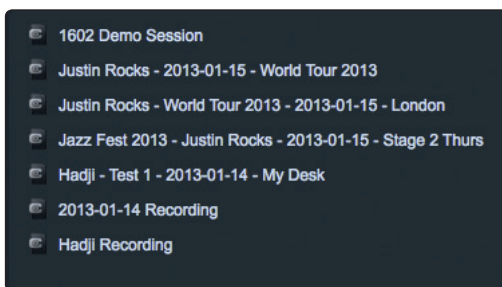 1602 Demo Session
Justin Rocks - 2013-01-15 - World Tour 2013
Justin Rocks - World Tour 2013 - 2013-01-15 - London
Jazz Fest 2013 - Justin Rocks - 2013-01-15 - Stage 2 Thurs
Hadji - Test 1 - 2013-01-14 - My Desk
2013-01-14 Recording
Hadji Recording